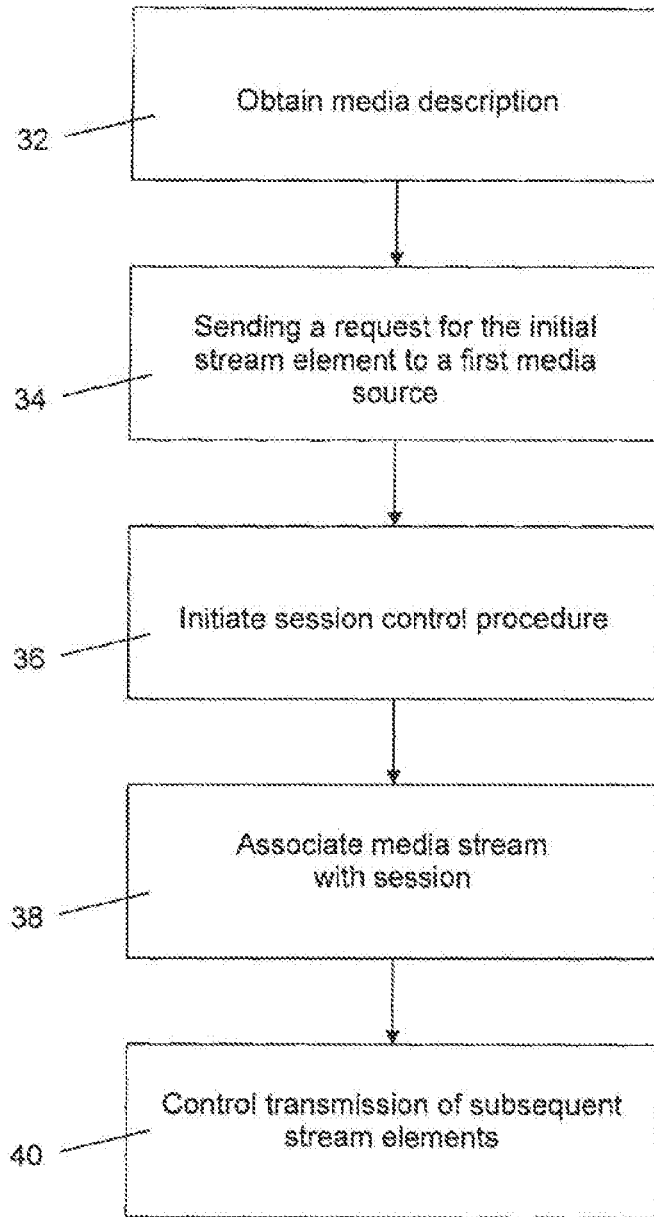 Obtain media description
32
Sending a request for the initial
stream element to a first media
source
34
Initiate session control procedure
36
Associate media stream
with session
38
Control transmission of subsequent
stream elements
40